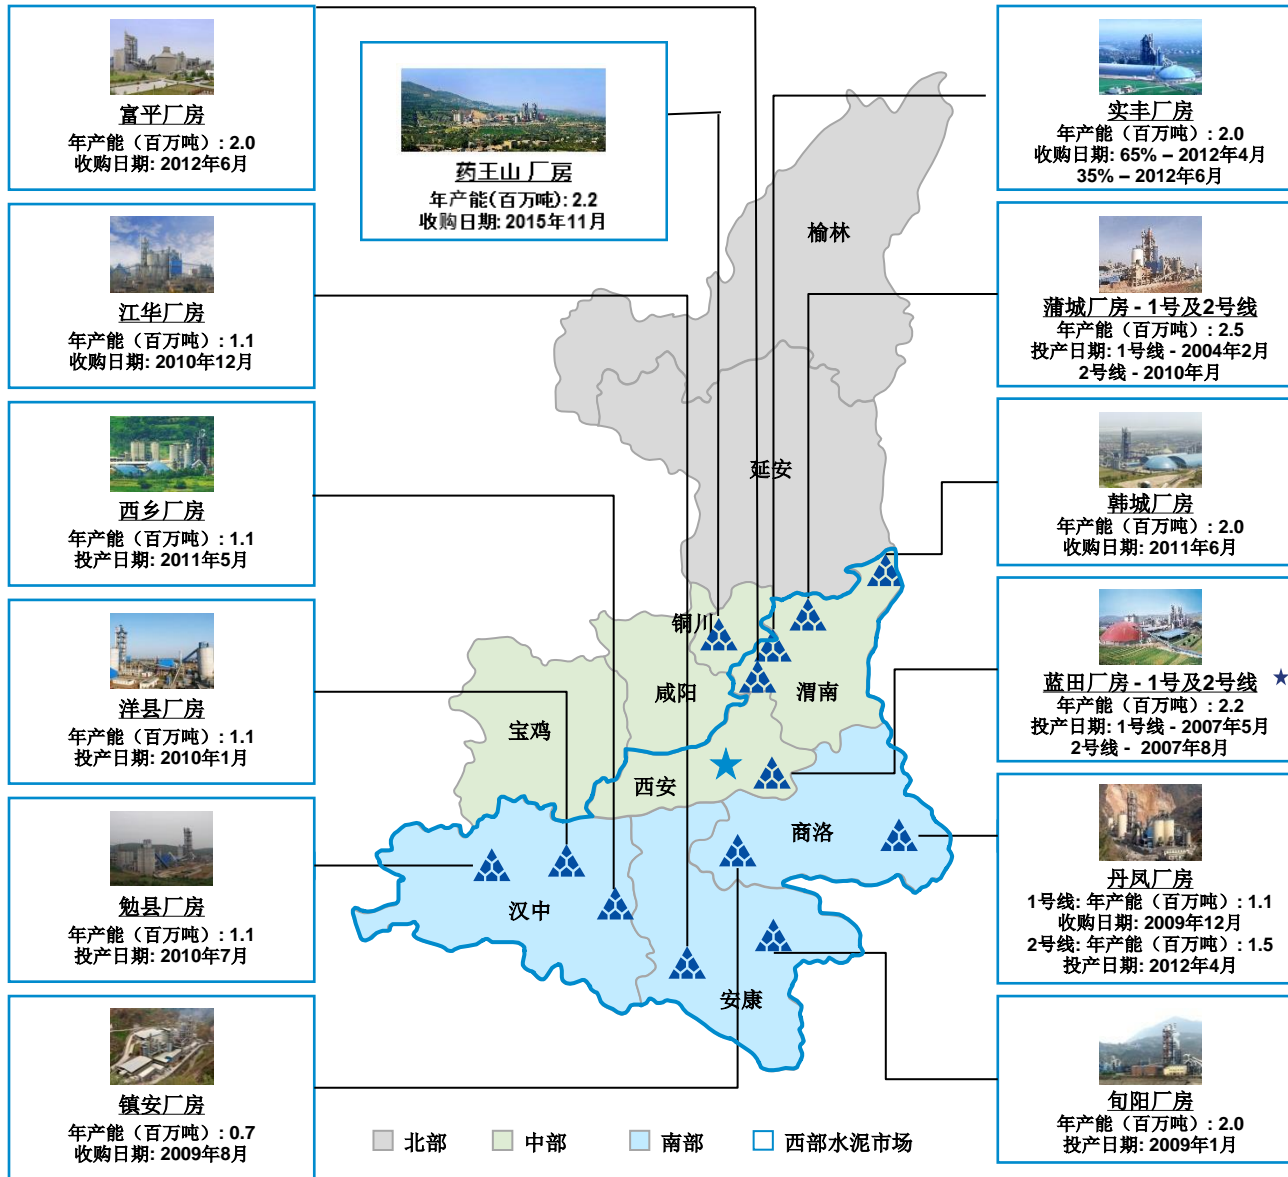 富平厂房
年产能（百万吨）: 2.0
收购日期: 2012年6月
江华厂房
年产能（百万吨）: 1.1
收购日期: 2010年12月
西乡厂房
年产能（百万吨）: 1.1
投产日期: 2011年5月
洋县厂房
年产能（百万吨）: 1.1
投产日期: 2010年1月
勉县厂房
年产能（百万吨）: 1.1
投产日期: 2010年7月
镇安厂房
年产能（百万吨）: 0.7
收购日期: 2009年8月
药王山 厂房
年产能(百万吨): 2.2
收购日期: 2015年11月
榆林
延安
铜川
咸阳
渭南
宝鸡
西安
商洛
汉中
安康
北部
中部
南部
西部水泥市场
实丰厂房
年产能（百万吨）: 2.0
收购日期: 65% – 2012年4月
35% – 2012年6月
蒲城厂房 - 1号及2号线
年产能（百万吨）: 2.5
投产日期: 1号线 - 2004年2月
2号线 - 2010年月
韩城厂房
年产能（百万吨）: 2.0
收购日期: 2011年6月
蓝田厂房 - 1号及2号线
年产能（百万吨）: 2.2
投产日期: 1号线 - 2007年5月
2号线 - 2007年8月
丹凤厂房
1号线: 年产能（百万吨）: 1.1
收购日期: 2009年12月
2号线: 年产能（百万吨）: 1.5
投产日期: 2012年4月
旬阳厂房
年产能（百万吨）: 2.0
投产日期: 2009年1月